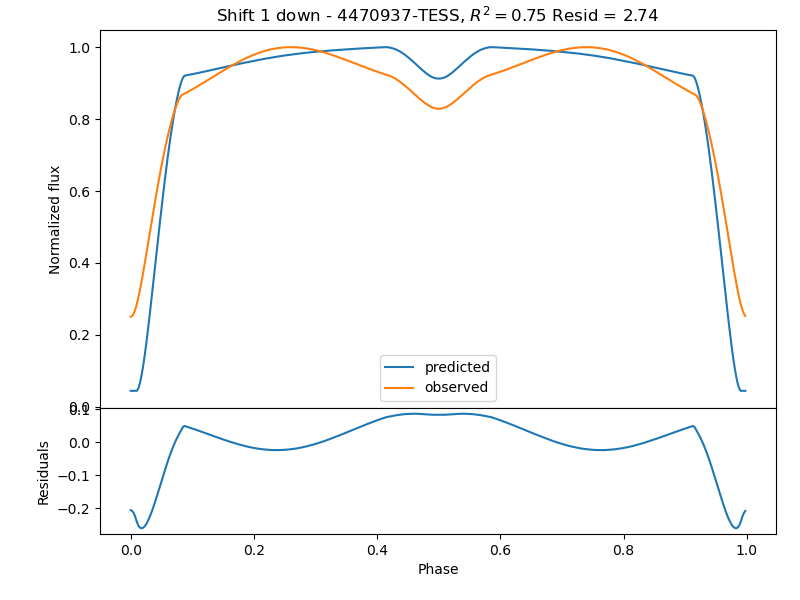 Shift 1 down - 4470937-TESS, $R^2 = 0.75$ Resid = 2.74
1.0
0.8
0.6
0.4
0.2
0.0
Normalized flux
predicted
observed
0.1
0.0
−0.1
−0.2
Residuals
0.0 0.2 0.4 0.6 0.8 1.0
Phase